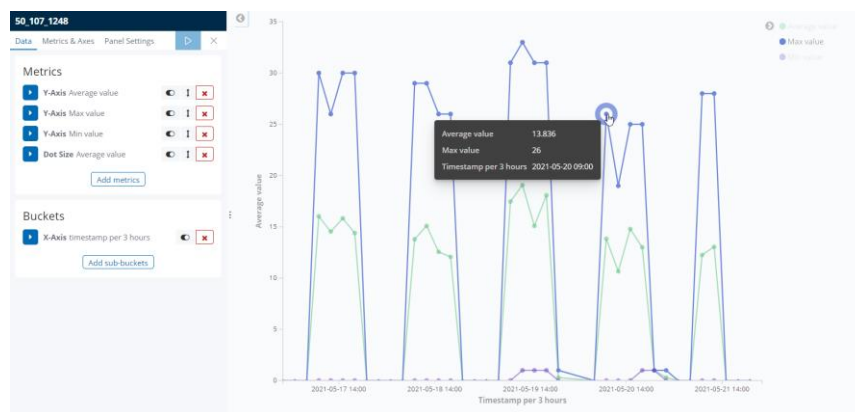 50_107_1248
Data Metrics & Axes Panel Settings
Metrics
Y-Axis Average value
Y-Axis Max value
Y-Axis Min value
Dot Size Average value
Add metrics
Buckets
X-Axis timestamp per 3 hours
Add sub-buckets
Average value
Max value
Min value
35
30
25
20
15
10
5
0
Average value
Average value 13.836
Max value 26
Timestamp per 3 hours 2021-05-20 09:00
2021-05-17 14:00 2021-05-18 14:00 2021-05-19 14:00 2021-05-20 14:00 2021-05-21 14:00
Timestamp per 3 hours